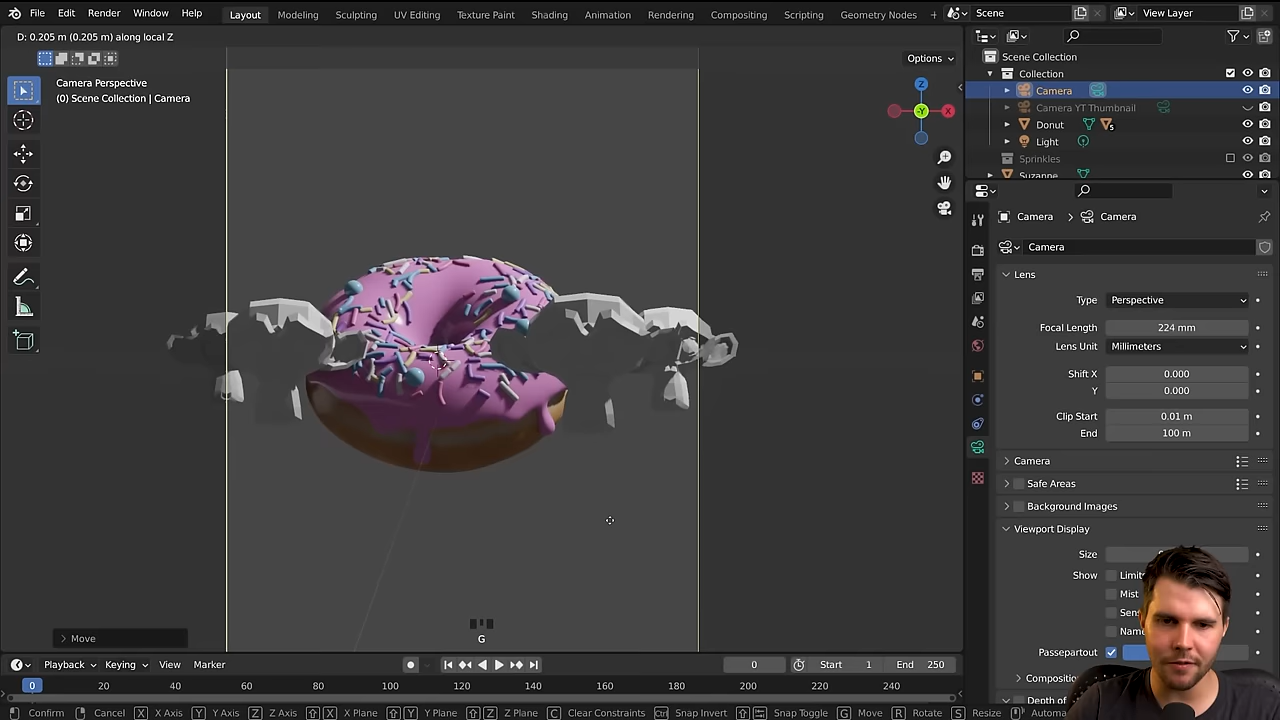 File Edit Render Window Help Layout Modeling Sculpting UV Editing Texture Paint Shading Animation Rendering Compositing Scripting Geometry Nodes + Scene View Layer
D: 0.205 m (0.205 m) along local Z
Options
Camera Perspective
(0) Scene Collection | Camera
Z
-Y
X
Move
G
Scene Collection
Collection
Camera
Camera YT Thumbnail
Donut 5
Light
Sprinkles
Suzanne
Camera > Camera
Camera
Lens
Type Perspective
Focal Length 224 mm
Lens Unit Millimeters
Shift X 0.000
Y 0.000
Clip Start 0.01 m
End 100 m
Camera
Safe Areas
Background Images
Viewport Display
Size
Show
Mist
Passepartout
Playback Keying View Marker 0 Start 1 End 250
0 20 40 60 80 100 120 140 160 180 200 220 240
Confirm Cancel X X Axis Y Y Axis Z Z Axis X X Plane Y Y Plane Z Z Plane C Clear Constraints Ctrl Snap Invert Snap Toggle G Move R Rotate S Resize